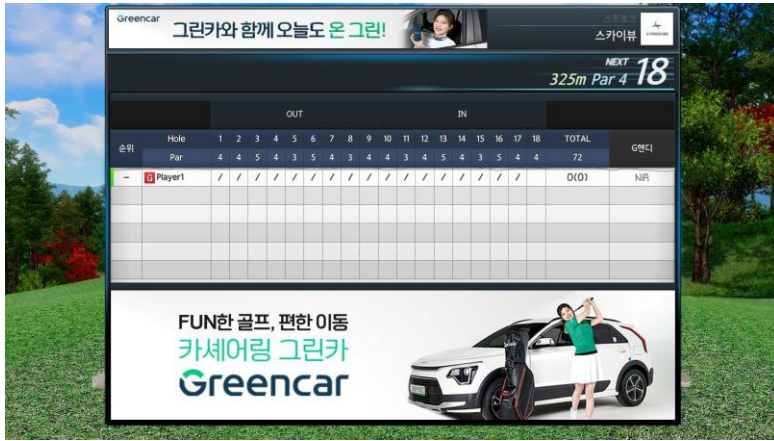 Greencar
그린카와 함께 오늘도 온 그린!
스카이뷰
NEXT
325m Par 4 18
OUT IN
순위 Hole 1 2 3 4 5 6 7 8 9 10 11 12 13 14 15 16 17 18 TOTAL G핸디
Par 4 4 5 4 3 5 4 3 4 4 3 4 5 4 3 5 4 4 72
- G Player1 / / / / / / / / / / / / / / / / / 0(0) NR
FUN한 골프, 편한 이동
카셰어링 그린카
Greencar